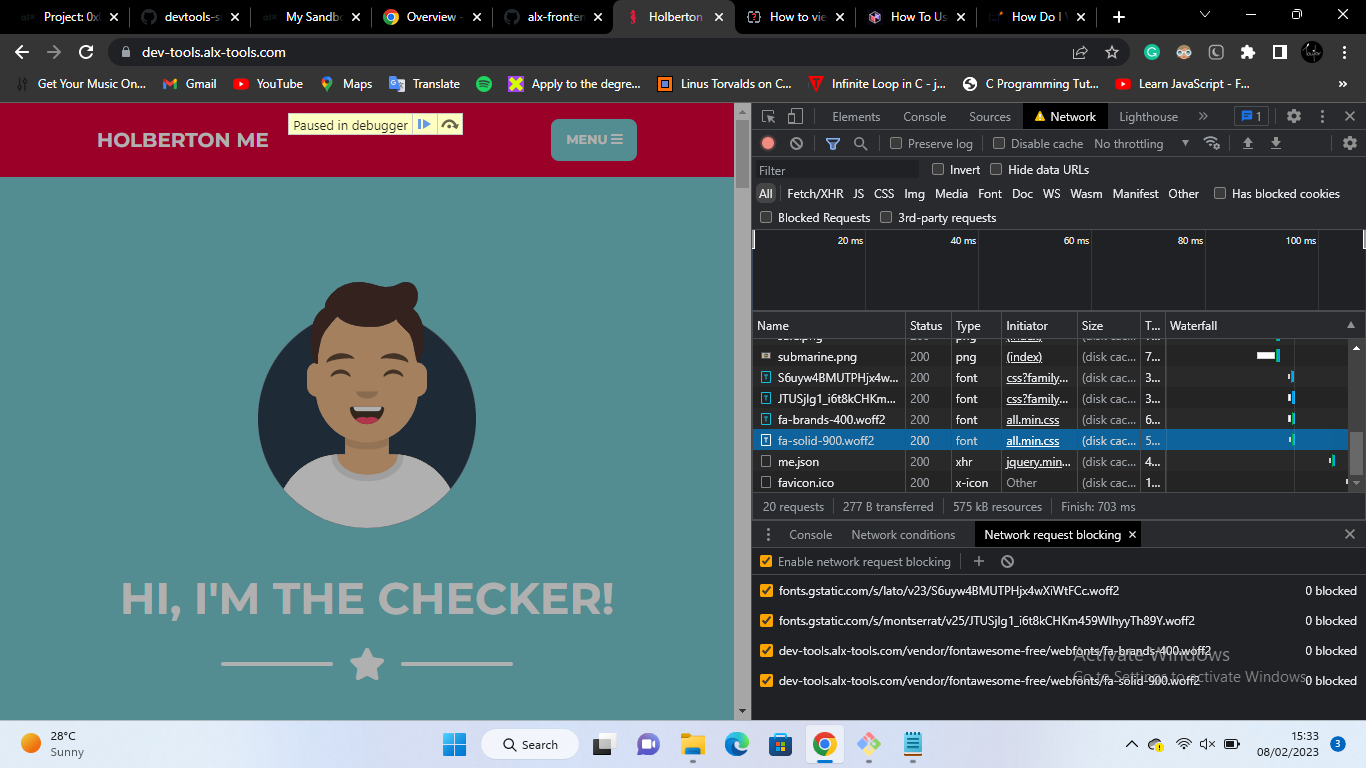 Project: 0x
devtools-s
My Sandb
Overview -
alx-fronter
Holberton
How to vie
How To Us
How Do I
dev-tools.alx-tools.com
Get Your Music On...
Gmail
YouTube
Maps
Translate
Apply to the degre...
Linus Torvalds on C...
Infinite Loop in C - j...
C Programming Tut...
Learn JavaScript - F...
»
HOLBERTON ME
Paused in debugger
MENU
HI, I'M THE CHECKER!
Elements Console Sources Network Lighthouse » 1
Preserve log Disable cache No throttling
Filter Invert Hide data URLs
All Fetch/XHR JS CSS Img Media Font Doc WS Wasm Manifest Other Has blocked cookies
Blocked Requests 3rd-party requests
20 ms 40 ms 60 ms 80 ms 100 ms
Name Status Type Initiator Size T... Waterfall
submarine.png 200 png (index) (disk cac... 7...
S6uyw4BMUTPHjx4w... 200 font css?family... (disk cac... 3...
JTUSjIg1_i6t8kCHKm... 200 font css?family... (disk cac... 3...
fa-brands-400.woff2 200 font all.min.css (disk cac... 6...
fa-solid-900.woff2 200 font all.min.css (disk cac... 5...
me.json 200 xhr jquery.min... (disk cac... 4...
favicon.ico 200 x-icon Other (disk cac... 1...
20 requests 277 B transferred 575 kB resources Finish: 703 ms
Console Network conditions Network request blocking
Enable network request blocking
fonts.gstatic.com/s/lato/v23/S6uyw4BMUTPHjx4wXiWtFCc.woff2 0 blocked
fonts.gstatic.com/s/montserrat/v25/JTUSjIg1_i6t8kCHKm459WlhyyTh89Y.woff2 0 blocked
dev-tools.alx-tools.com/vendor/fontawesome-free/webfonts/fa-brands-400.woff2 0 blocked
dev-tools.alx-tools.com/vendor/fontawesome-free/webfonts/fa-solid-900.woff2 0 blocked
Activate Windows
Go to Settings to activate Windows.
28°C
Sunny
Search
15:33
08/02/2023
3